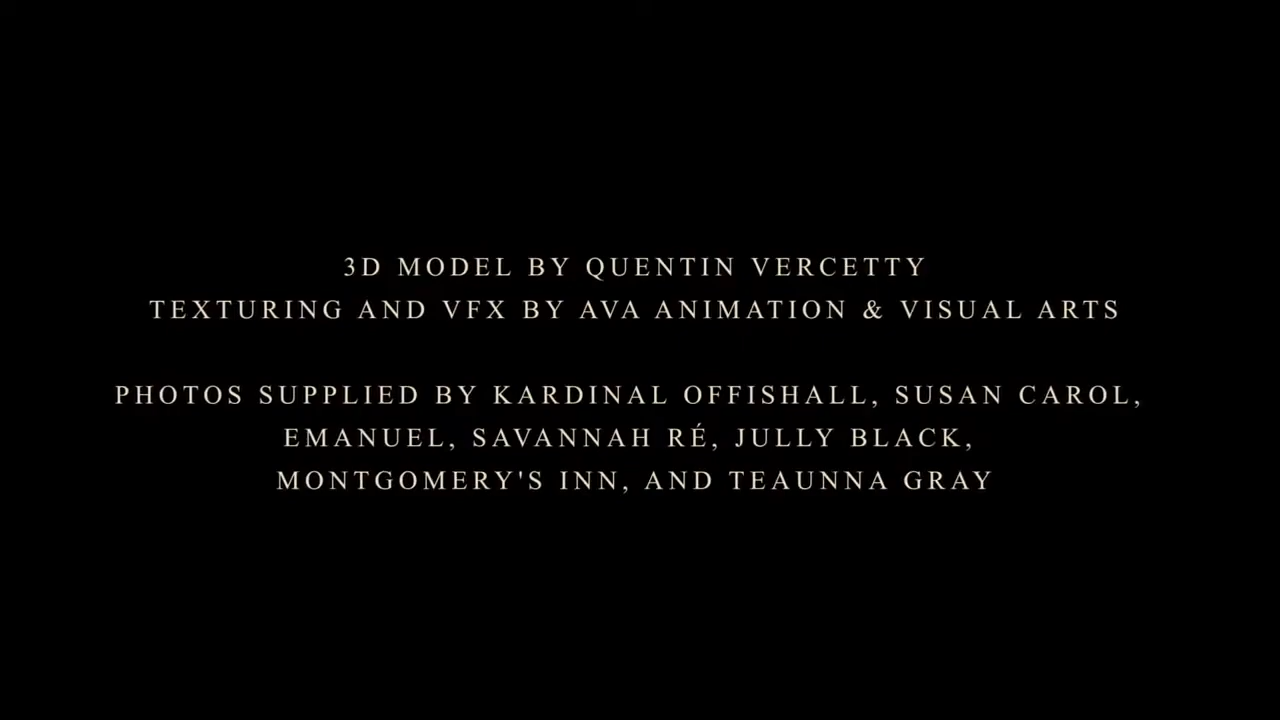 3D MODEL BY QUENTIN VERCETTY
TEXTURING AND VFX BY AVA ANIMATION & VISUAL ARTS
PHOTOS SUPPLIED BY KARDINAL OFFISHALL, SUSAN CAROL,
EMANUEL, SAVANNAH RÉ, JULLY BLACK,
MONTGOMERY'S INN, AND TEAUNNA GRAY